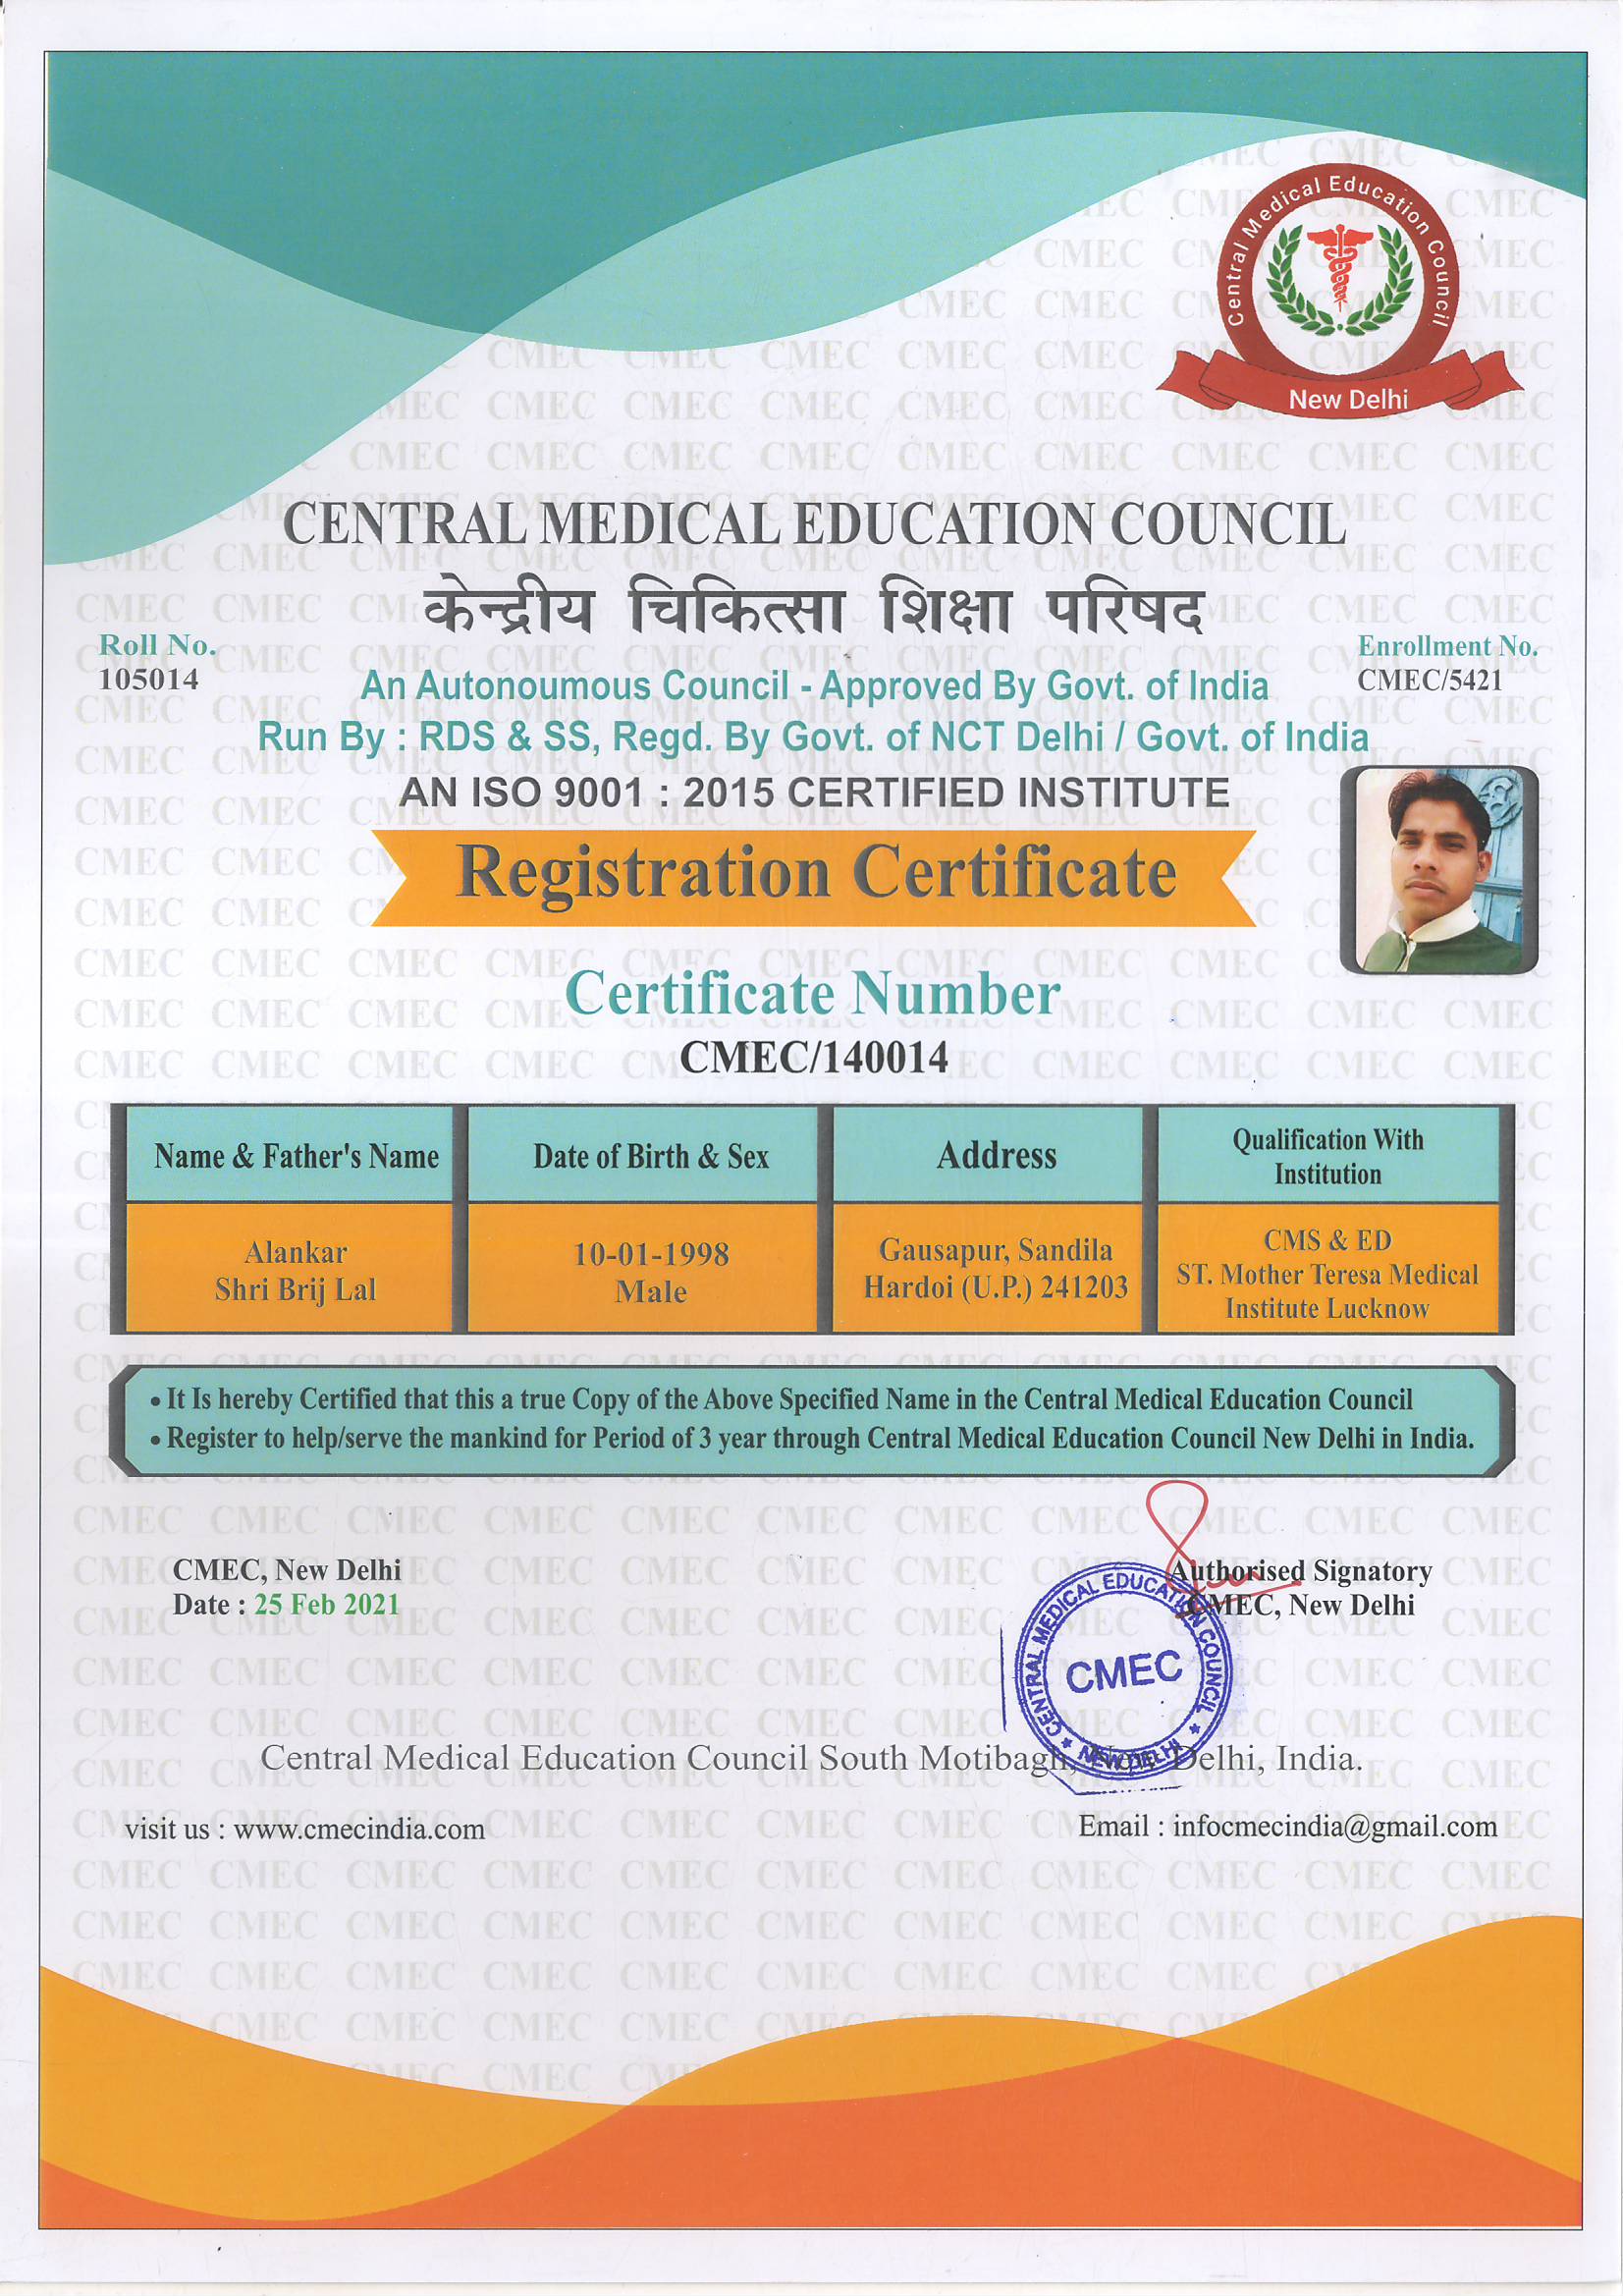 Central Medical Education Council
New Delhi
CENTRAL MEDICAL EDUCATION COUNCIL
केन्द्रीय चिकित्सा शिक्षा परिषद
Roll No.
105014
Enrollment No.
CMEC/5421
An Autonoumous Council - Approved By Govt. of India
Run By : RDS & SS, Regd. By Govt. of NCT Delhi / Govt. of India
AN ISO 9001 : 2015 CERTIFIED INSTITUTE
Registration Certificate
Certificate Number
CMEC/140014
Name & Father's Name
Date of Birth & Sex
Address
Qualification With
Institution
Alankar
Shri Brij Lal
10-01-1998
Male
Gausapur, Sandila
Hardoi (U.P.) 241203
CMS & ED
ST. Mother Teresa Medical
Institute Lucknow
• It Is hereby Certified that this a true Copy of the Above Specified Name in the Central Medical Education Council
• Register to help/serve the mankind for Period of 3 year through Central Medical Education Council New Delhi in India.
CMEC, New Delhi
Date : 25 Feb 2021
Authorised Signatory
CMEC, New Delhi
CENTRAL MEDICAL EDUCATION COUNCIL
CMEC
★ NEW DELHI ★
Central Medical Education Council South Motibagh, New Delhi, India.
visit us : www.cmecindia.com
Email : infocmecindia@gmail.com